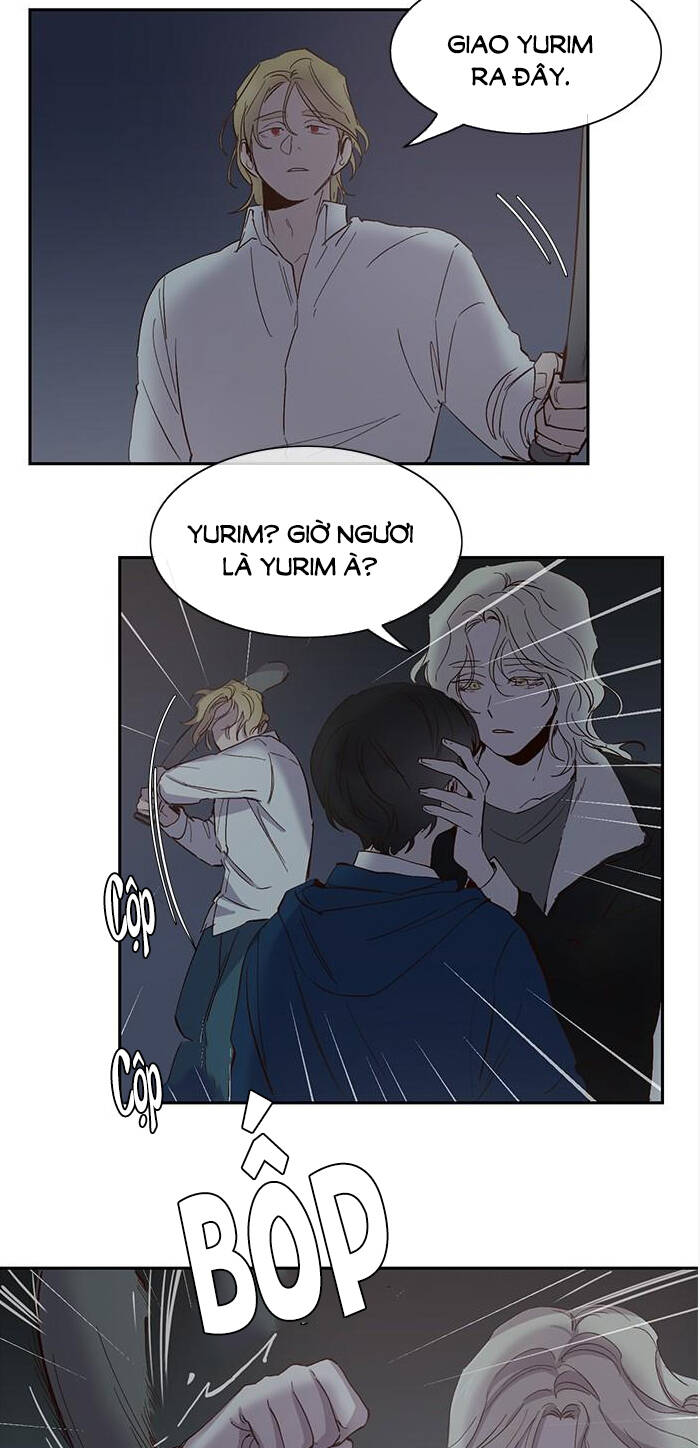 GIAO YURIM
RA ĐÂY.
YURIM? GIỜ NGƯƠI
LÀ YURIM À?
CỘP
CỘP
BỐP